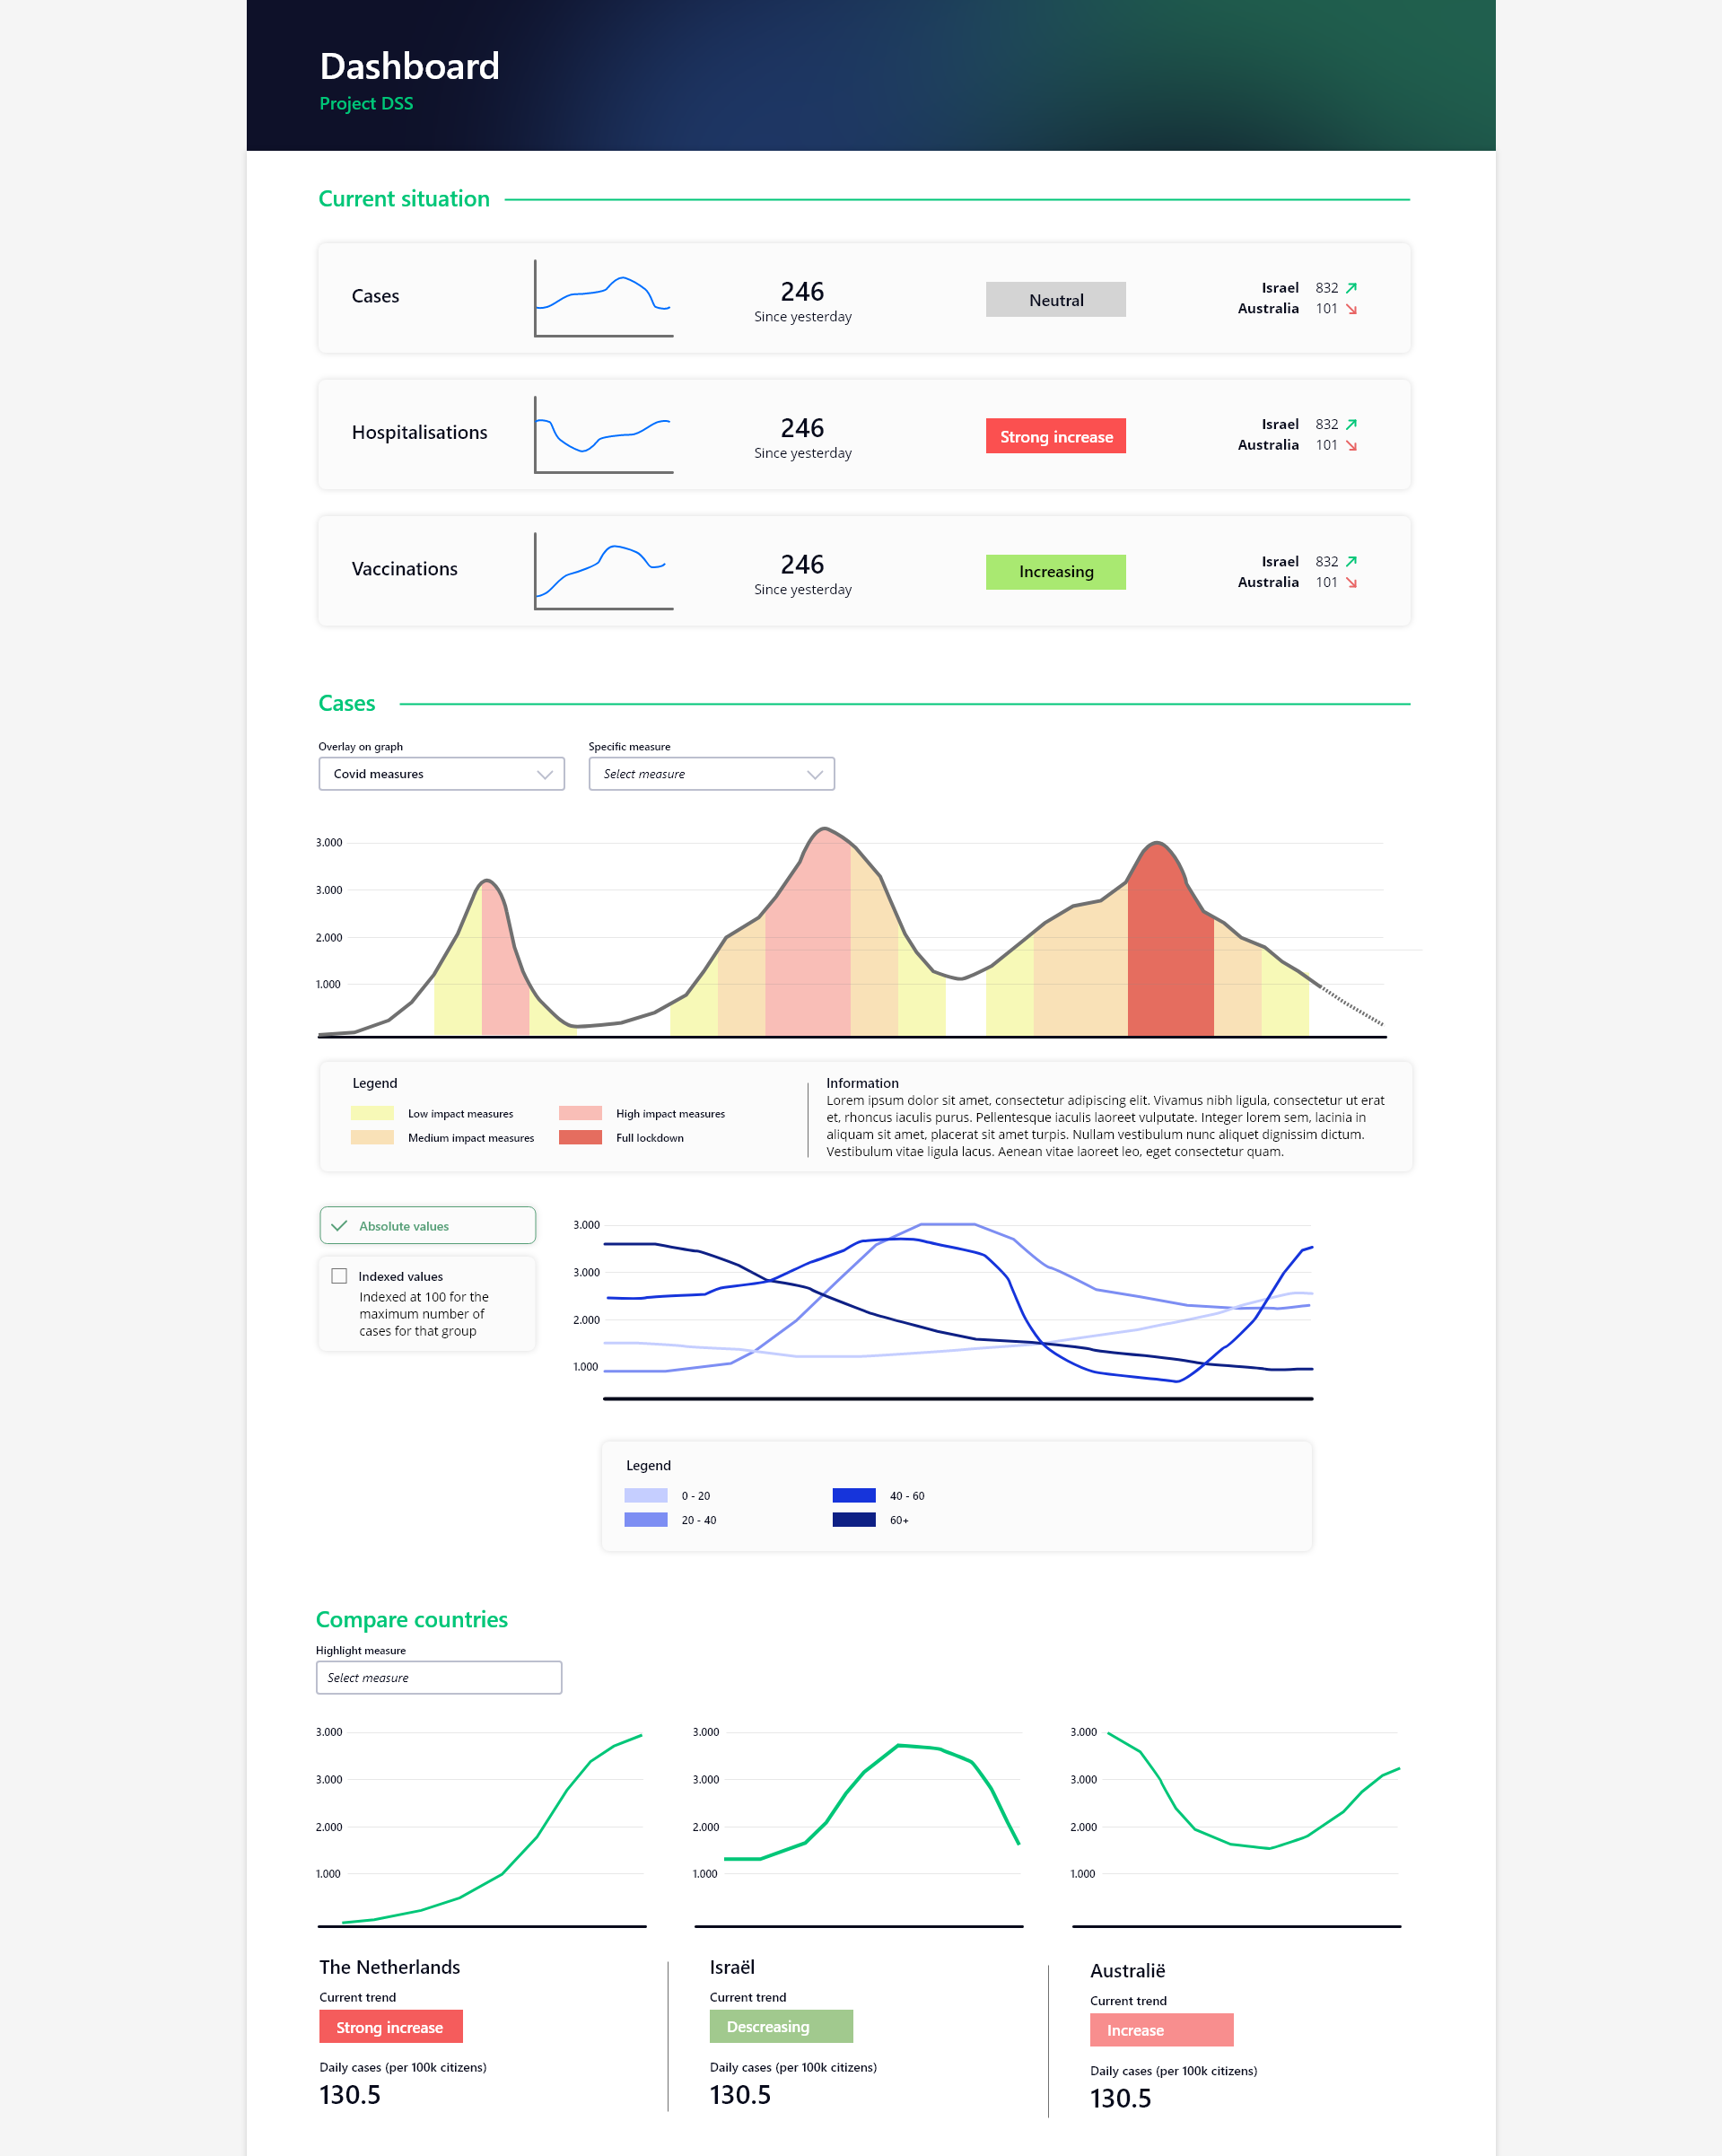 Dashboard
Project DSS
Current situation
Cases
246
Since yesterday
Neutral
Israel 832
Australia 101
Hospitalisations
246
Since yesterday
Strong increase
Israel 832
Australia 101
Vaccinations
246
Since yesterday
Increasing
Israel 832
Australia 101
Cases
Overlay on graph
Covid measures
Specific measure
Select measure
3.000
3.000
2.000
1.000
Legend
Low impact measures
High impact measures
Medium impact measures
Full lockdown
Information
Lorem ipsum dolor sit amet, consectetur adipiscing elit. Vivamus nibh ligula, consectetur ut erat
et, rhoncus iaculis purus. Pellentesque iaculis laoreet vulputate. Integer lorem sem, lacinia in
aliquam sit amet, placerat sit amet turpis. Nullam vestibulum nunc aliquet dignissim dictum.
Vestibulum vitae ligula lacus. Aenean vitae laoreet leo, eget consectetur quam.
Absolute values
Indexed values
Indexed at 100 for the
maximum number of
cases for that group
3.000
3.000
2.000
1.000
Legend
0 - 20
40 - 60
20 - 40
60+
Compare countries
Highlight measure
Select measure
3.000
3.000
2.000
1.000
3.000
3.000
2.000
1.000
3.000
3.000
2.000
1.000
The Netherlands
Current trend
Strong increase
Daily cases (per 100k citizens)
130.5
Israël
Current trend
Descreasing
Daily cases (per 100k citizens)
130.5
Australië
Current trend
Increase
Daily cases (per 100k citizens)
130.5